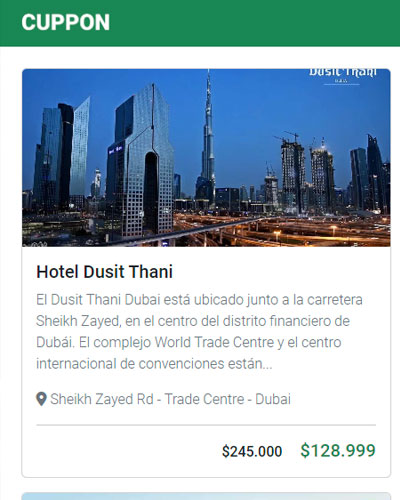 CUPPON
Dusit Thani
DUBAI
Hotel Dusit Thani
El Dusit Thani Dubai está ubicado junto a la carretera
Sheikh Zayed, en el centro del distrito financiero de
Dubái. El complejo World Trade Centre y el centro
internacional de convenciones están...
Sheikh Zayed Rd - Trade Centre - Dubai
$245.000 $128.999